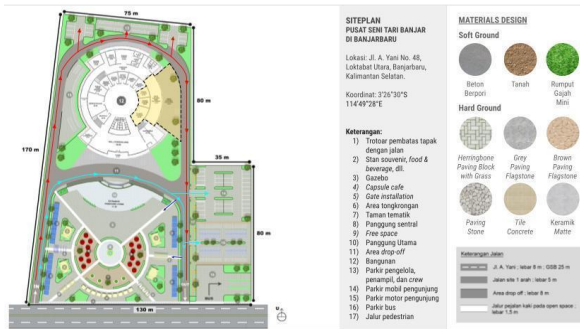 75 m
80 m
170 m
35 m
80 m
130 m
U
SITEPLAN
PUSAT SENI TARI BANJAR
DI BANJARBARU
Lokasi: Jl. A. Yani No. 48,
Loktabat Utara, Banjarbaru,
Kalimantan Selatan.
Koordinat: 3°26'30"S
114°49'28"E
Keterangan:
1) Trotoar pembatas tapak
dengan jalan
2) Stan souvenir, food &
beverage, dll.
3) Gazebo
4) Capsule cafe
5) Gate installation
6) Area tongkrongan
7) Taman tematik
8) Panggung sentral
9) Free space
10) Panggung Utama
11) Area drop-off
12) Bangunan
13) Parkir pengelola,
penampil, dan crew
14) Parkir mobil pengunjung
15) Parkir motor pengunjung
16) Parkir bus
17) Jalur pedestrian
MATERIALS DESIGN
Soft Ground
Beton
Berpori
Tanah
Rumput
Gajah
Mini
Hard Ground
Herringbone
Paving Block
with Grass
Grey
Paving
Flagstone
Brown
Paving
Flagstone
Paving
Stone
Tile
Concrete
Keramik
Matte
Keterangan Jalan
Jl. A. Yani ; lebar 8 m ; GSB 25 m
Jalan site 1 arah ; lebar 5 m
Area drop off ; lebar 8 m
Jalur pejalan kaki pada open space ;
lebar 1,5 m